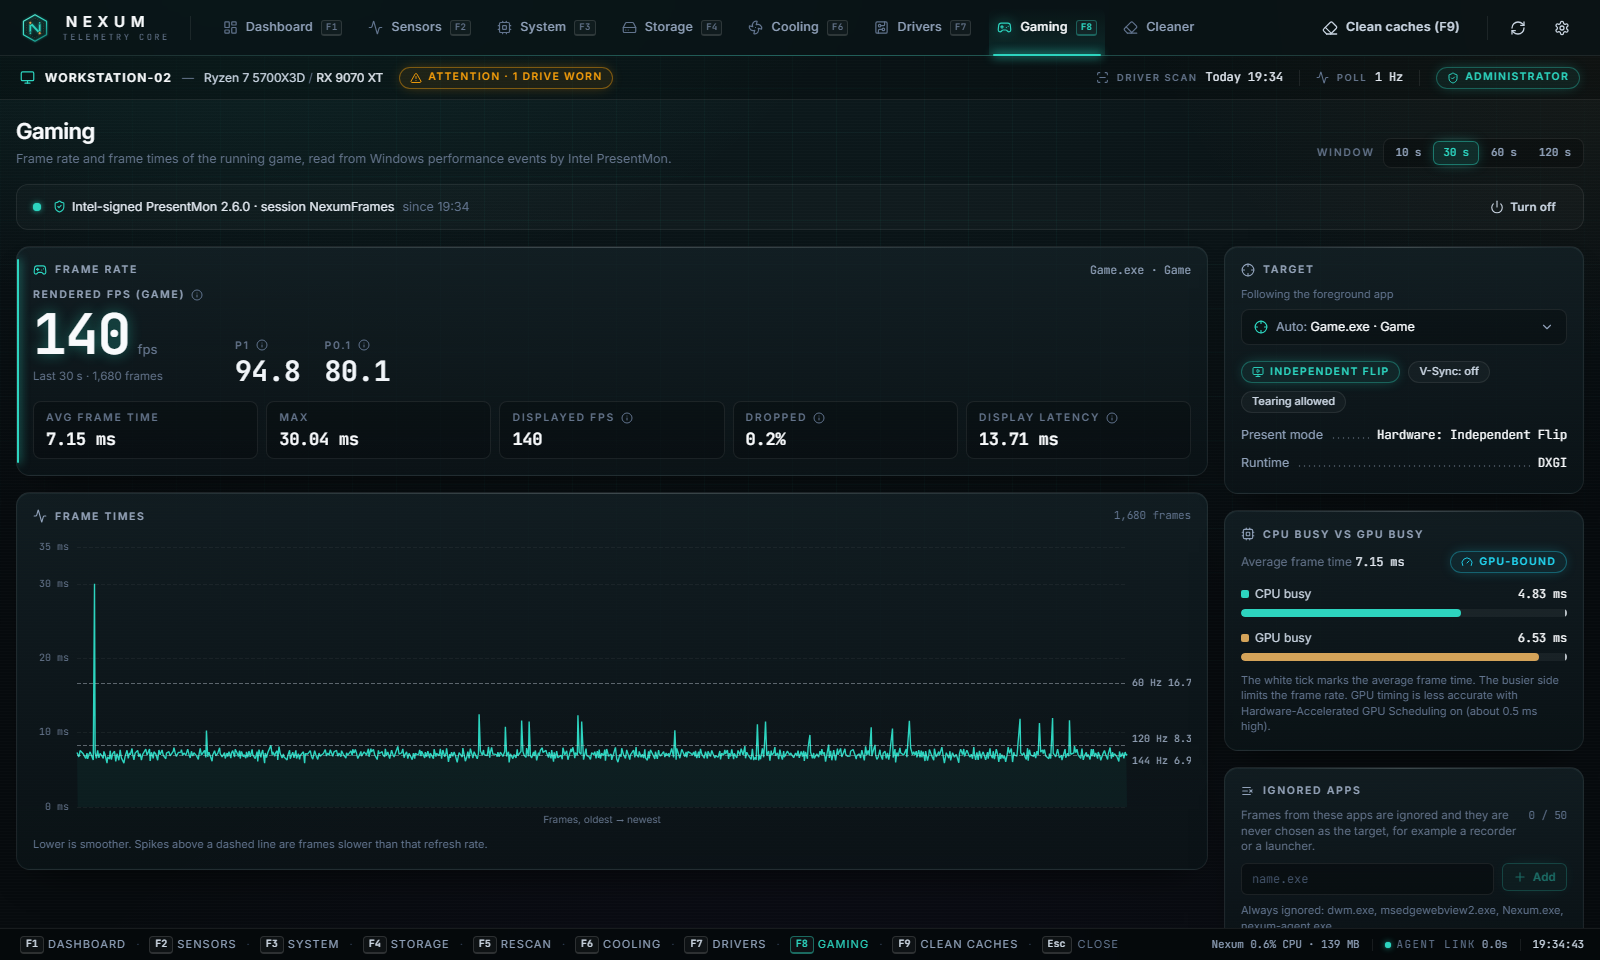 NEXUM
TELEMETRY CORE
Dashboard F1
Sensors F2
System F3
Storage F4
Cooling F6
Drivers F7
Gaming F8
Cleaner
Clean caches (F9)
WORKSTATION-02 — Ryzen 7 5700X3D / RX 9070 XT
ATTENTION · 1 DRIVE WORN
DRIVER SCAN Today 19:34
POLL 1 Hz
ADMINISTRATOR
Gaming
Frame rate and frame times of the running game, read from Windows performance events by Intel PresentMon.
WINDOW 10 s 30 s 60 s 120 s
Intel-signed PresentMon 2.6.0 · session NexumFrames since 19:34
Turn off
FRAME RATE
Game.exe · Game
RENDERED FPS (GAME)
140 fps
Last 30 s · 1,680 frames
P1
94.8
P0.1
80.1
AVG FRAME TIME
7.15 ms
MAX
30.04 ms
DISPLAYED FPS
140
DROPPED
0.2%
DISPLAY LATENCY
13.71 ms
FRAME TIMES
1,680 frames
35 ms
30 ms
20 ms
10 ms
0 ms
60 Hz 16.7
120 Hz 8.3
144 Hz 6.9
Frames, oldest → newest
Lower is smoother. Spikes above a dashed line are frames slower than that refresh rate.
TARGET
Following the foreground app
Auto: Game.exe · Game
INDEPENDENT FLIP
V-Sync: off
Tearing allowed
Present mode ........ Hardware: Independent Flip
Runtime ........ DXGI
CPU BUSY VS GPU BUSY
Average frame time 7.15 ms
GPU-BOUND
CPU busy 4.83 ms
GPU busy 6.53 ms
The white tick marks the average frame time. The busier side
limits the frame rate. GPU timing is less accurate with
Hardware-Accelerated GPU Scheduling on (about 0.5 ms
high).
IGNORED APPS
Frames from these apps are ignored and they are
never chosen as the target, for example a recorder
or a launcher.
0 / 50
name.exe
+ Add
Always ignored: dwm.exe, msedgewebview2.exe, Nexum.exe,
nexum-agent.exe
F1 DASHBOARD · F2 SENSORS · F3 SYSTEM · F4 STORAGE · F5 RESCAN · F6 COOLING · F7 DRIVERS · F8 GAMING · F9 CLEAN CACHES · Esc CLOSE
Nexum 0.6% CPU · 139 MB
AGENT LINK 0.0s
19:34:43